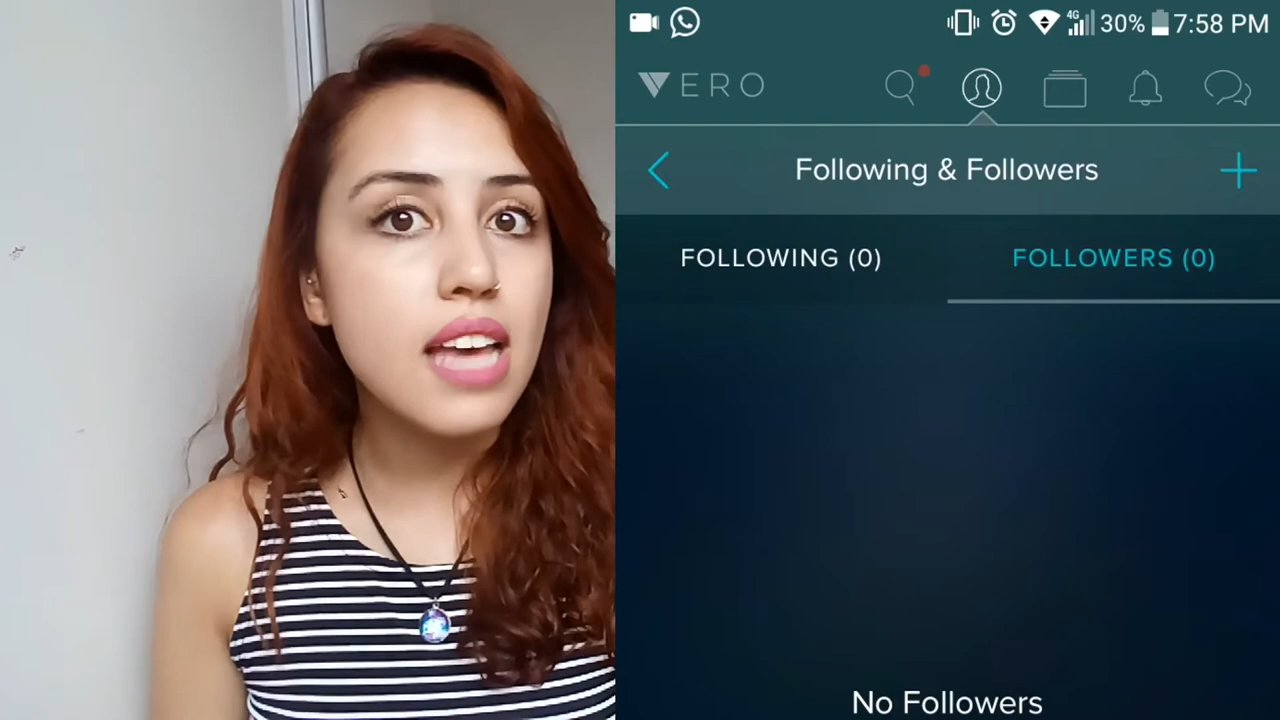 4G 30% 7:58 PM
VERO
Following & Followers
FOLLOWING (0) FOLLOWERS (0)
No Followers